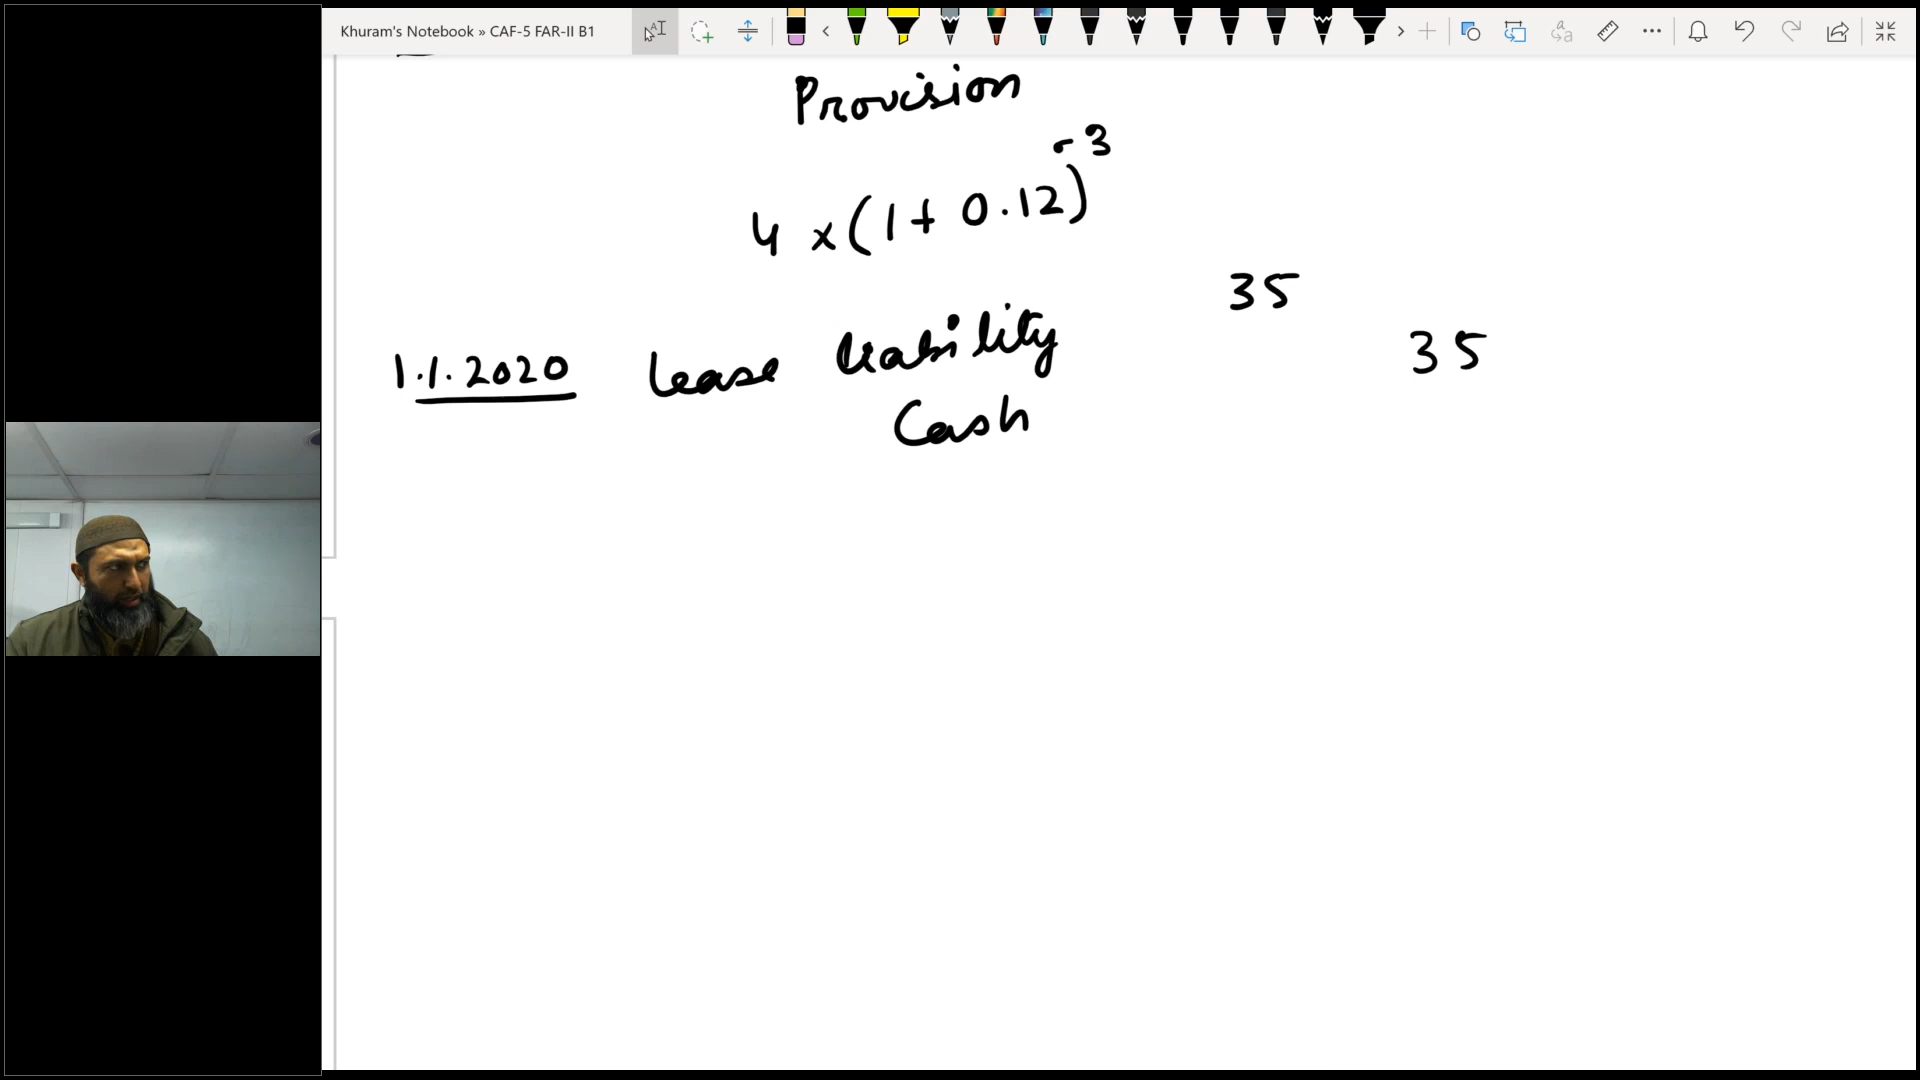 Khuram's Notebook » CAF-5 FAR-II B1
Provision
4 × (1 + 0.12)^-3
35
1.1.2020 Lease liability
35
Cash